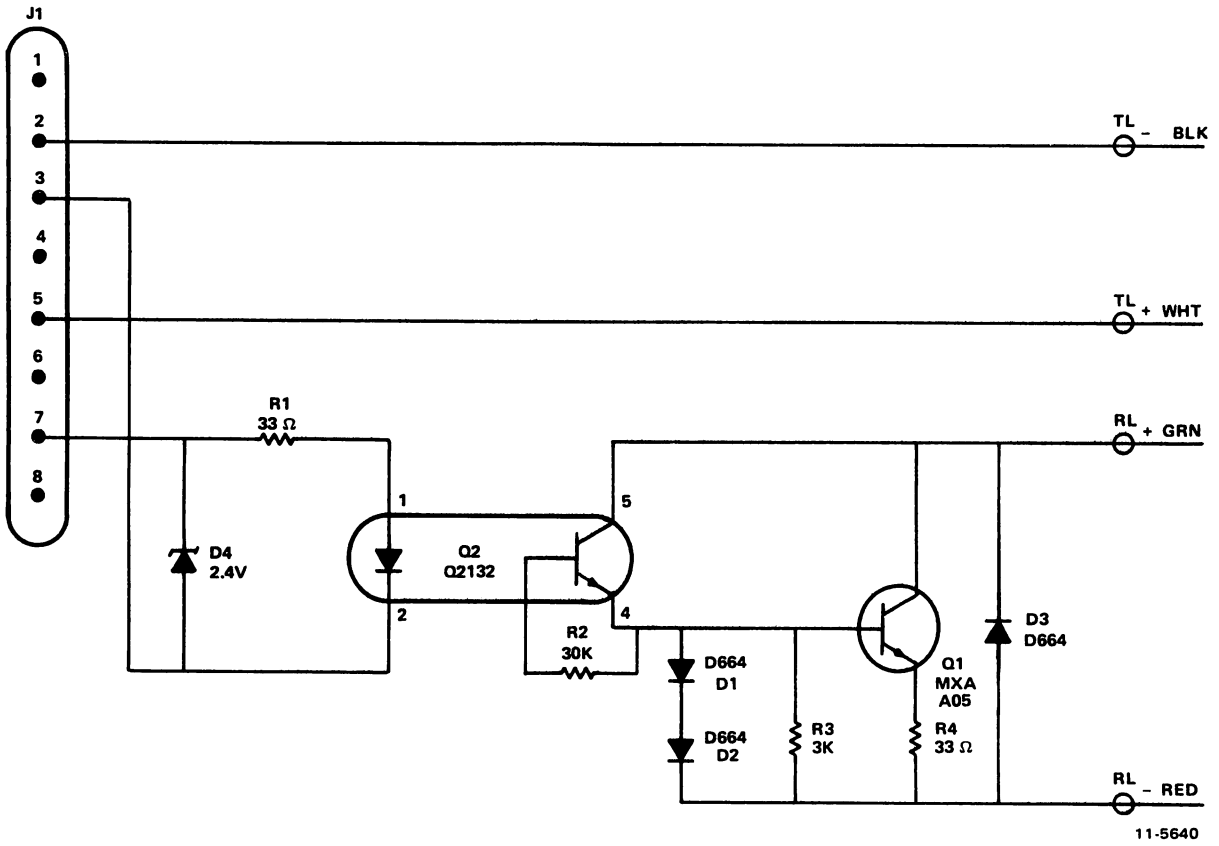 J1
1
2
3
4
5
6
7
8
TL
– BLK
TL
+ WHT
RL
+ GRN
RL
– RED
R1
33 Ω
D4
2.4V
1
2
Q2
Q2132
5
4
R2
30K
D664
D1
D664
D2
R3
3K
Q1
MXA
A05
R4
33 Ω
D3
D664
11-5640